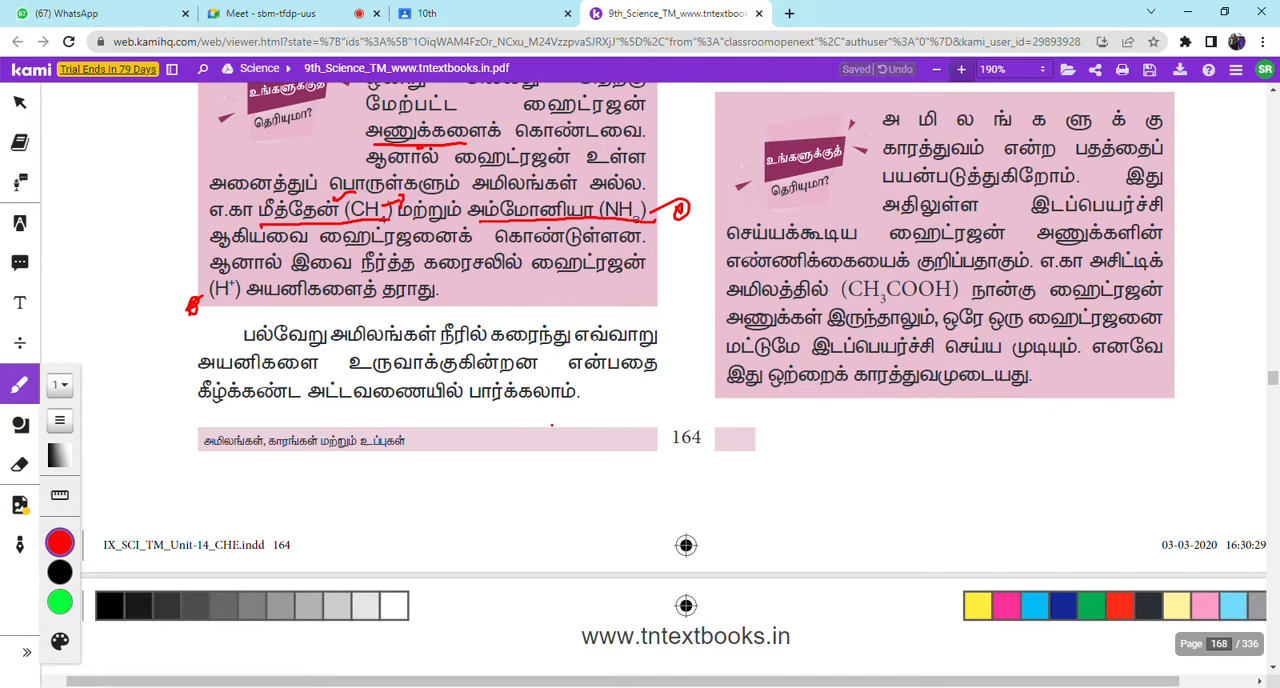 (67) WhatsApp
Meet - sbm-tfdp-uus
10th
9th_Science_TM_www.tntextbooks
web.kamihq.com/web/viewer.html?state=%7B"ids"%3A%5B"1OiqWAM4FzOr_NCxu_M24VzzpvaSJRXjJ"%5D%2C"from"%3A"classroomopennext"%2C"authuser"%3A"0"%7D&kami_user_id=29893928
kami
Trial Ends In 79 Days
Science
9th_Science_TM_www.tntextbooks.in.pdf
Saved
Undo
190%
SR
உங்களுக்குத்
தெரியுமா?
மேற்பட்ட ஹைட்ரஜன்
அணுக்களைக் கொண்டவை.
ஆனால் ஹைட்ரஜன் உள்ள
அனைத்துப் பொருள்களும் அமிலங்கள் அல்ல.
எ.கா மீத்தேன் (CH4) மற்றும் அம்மோனியா (NH3)
ஆகியவை ஹைட்ரஜனைக் கொண்டுள்ளன.
ஆனால் இவை நீர்த்த கரைசலில் ஹைட்ரஜன்
(H+) அயனிகளைத் தராது.
பல்வேறு அமிலங்கள் நீரில் கரைந்து எவ்வாறு
அயனிகளை உருவாக்குகின்றன என்பதை
கீழ்க்கண்ட அட்டவணையில் பார்க்கலாம்.
அமிலங்கள், காரங்கள் மற்றும் உப்புகள்
164
உங்களுக்குத்
தெரியுமா?
அ மி ல ங் க ளு க் கு
காரத்துவம் என்ற பதத்தைப்
பயன்படுத்துகிறோம். இது
அதிலுள்ள இடப்பெயர்ச்சி
செய்யக்கூடிய ஹைட்ரஜன் அணுக்களின்
எண்ணிக்கையைக் குறிப்பதாகும். எ.கா அசிட்டிக்
அமிலத்தில் (CH3COOH) நான்கு ஹைட்ரஜன்
அணுக்கள் இருந்தாலும், ஒரே ஒரு ஹைட்ரஜனை
மட்டுமே இடப்பெயர்ச்சி செய்ய முடியும். எனவே
இது ஒற்றைக் காரத்துவமுடையது.
IX_SCI_TM_Unit-14_CHE.indd 164
03-03-2020 16:30:29
www.tntextbooks.in
Page 168 / 336